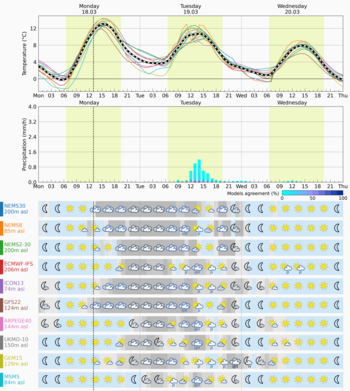 Monday Tuesday Wednesday
18.03 19.03 20.03
Temperature (°C)
12
8
4
0
Mon 03 06 09 12 15 18 21 Tue 03 06 09 12 15 18 21 Wed 03 06 09 12 15 18 21 Thu
Monday Tuesday Wednesday
Precipitation (mm/h)
4.0
3.2
2.4
1.6
0.8
0.0
Mon 03 06 09 12 15 18 21 Tue 03 06 09 12 15 18 21 Wed 03 06 09 12 15 18 21 Thu
Models agreement (%)
0 50 100
NEMS30
300m asl
NEMS8
NEMS2-30
200m asl
ECMWF-IFS
206m asl
ICON13
74m asl
GFS22
124m asl
ARPEGE40
144m asl
UKMO-10
150m asl
GEM15
MSM5